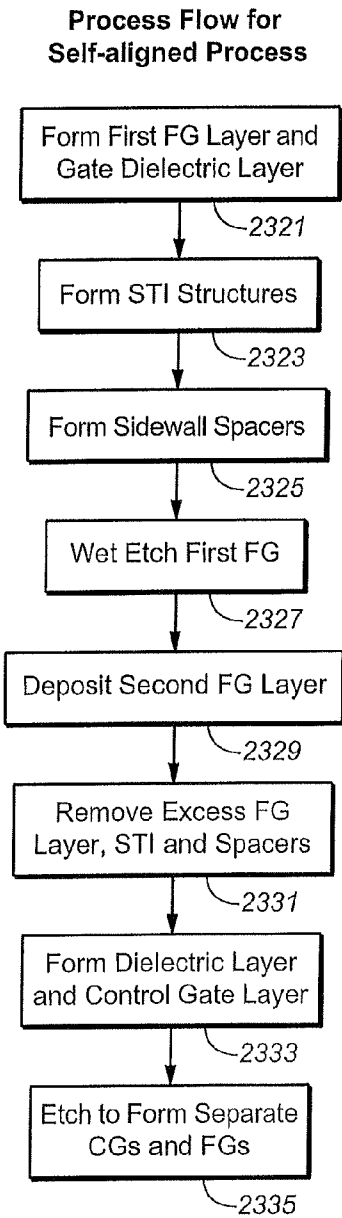 Process Flow for
Self-aligned Process
Form First FG Layer and
Gate Dielectric Layer
2321
Form STI Structures
2323
Form Sidewall Spacers
2325
Wet Etch First FG
2327
Deposit Second FG Layer
2329
Remove Excess FG
Layer, STI and Spacers
2331
Form Dielectric Layer
and Control Gate Layer
2333
Etch to Form Separate
CGs and FGs
2335